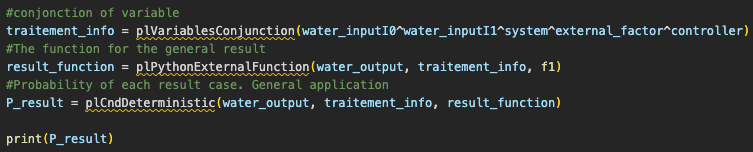 #conjonction of variable
traitement_info = plVariablesConjunction(water_inputI0^water_inputI1^system^external_factor^controller)
#The function for the general result
result_function = plPythonExternalFunction(water_output, traitement_info, f1)
#Probability of each result case. General application
P_result = plCndDeterministic(water_output, traitement_info, result_function)
print(P_result)